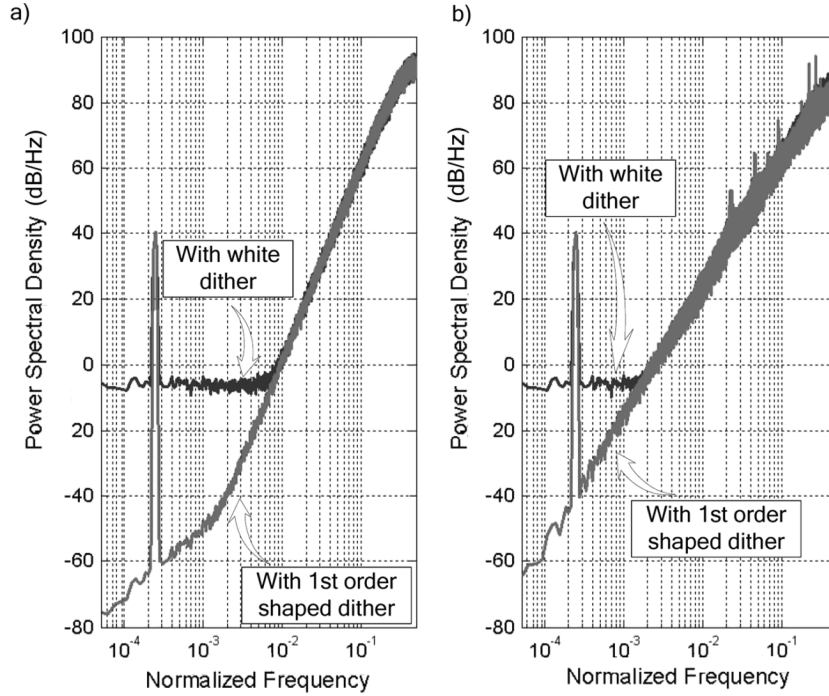 a)
Power Spectral Density (dB/Hz)
100
80
60
40
20
0
20
-40
-60
-80
With white
dither
With 1st order
shaped dither
10-4
10-3
10-2
10-1
Normalized Frequency
b)
Power Spectral Density (dB/Hz)
100
80
60
40
20
0
20
-40
-60
-80
With white
dither
With 1st order
shaped dither
10-4
10-3
10-2
10-1
Normalized Frequency